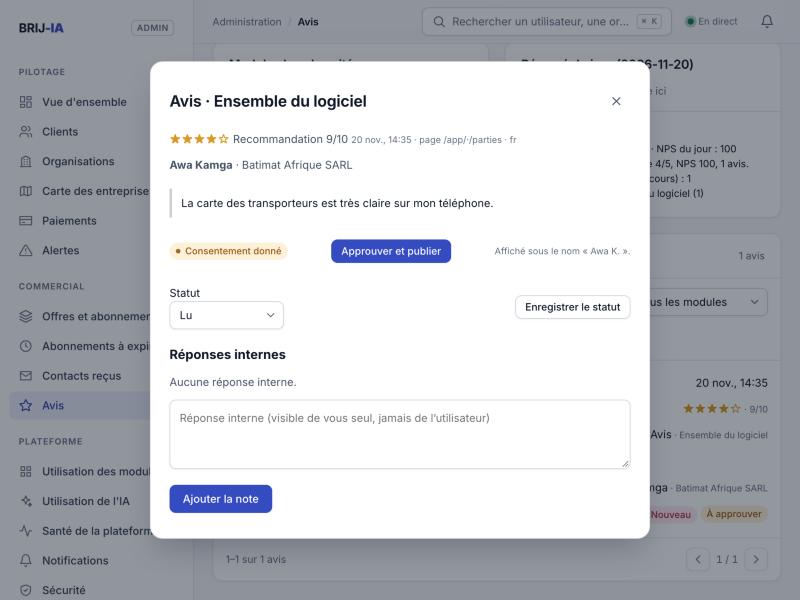 BRIJ-IA
ADMIN
Administration / Avis
Rechercher un utilisateur, une or... ⌘ K
En direct
PILOTAGE
Vue d'ensemble
Clients
Organisations
Carte des entreprise
Paiements
Alertes
COMMERCIAL
Offres et abonnemen
Abonnements à expi
Contacts reçus
Avis
PLATEFORME
Utilisation des modul
Utilisation de l'IA
Santé de la plateform
Notifications
Sécurité
6-11-20)
ici
· NPS du jour : 100
e 4/5, NPS 100, 1 avis.
cours) : 1
u logiciel (1)
1 avis
us les modules
20 nov., 14:35
★★★★☆ · 9/10
Avis · Ensemble du logiciel
nga · Batimat Afrique SARL
Nouveau
À approuver
1–1 sur 1 avis
1 / 1
Avis · Ensemble du logiciel
★★★★☆ Recommandation 9/10 20 nov., 14:35 · page /app/·/parties · fr
Awa Kamga · Batimat Afrique SARL
La carte des transporteurs est très claire sur mon téléphone.
Consentement donné
Approuver et publier
Affiché sous le nom « Awa K. ».
Statut
Lu
Enregistrer le statut
Réponses internes
Aucune réponse interne.
Réponse interne (visible de vous seul, jamais de l'utilisateur)
Ajouter la note